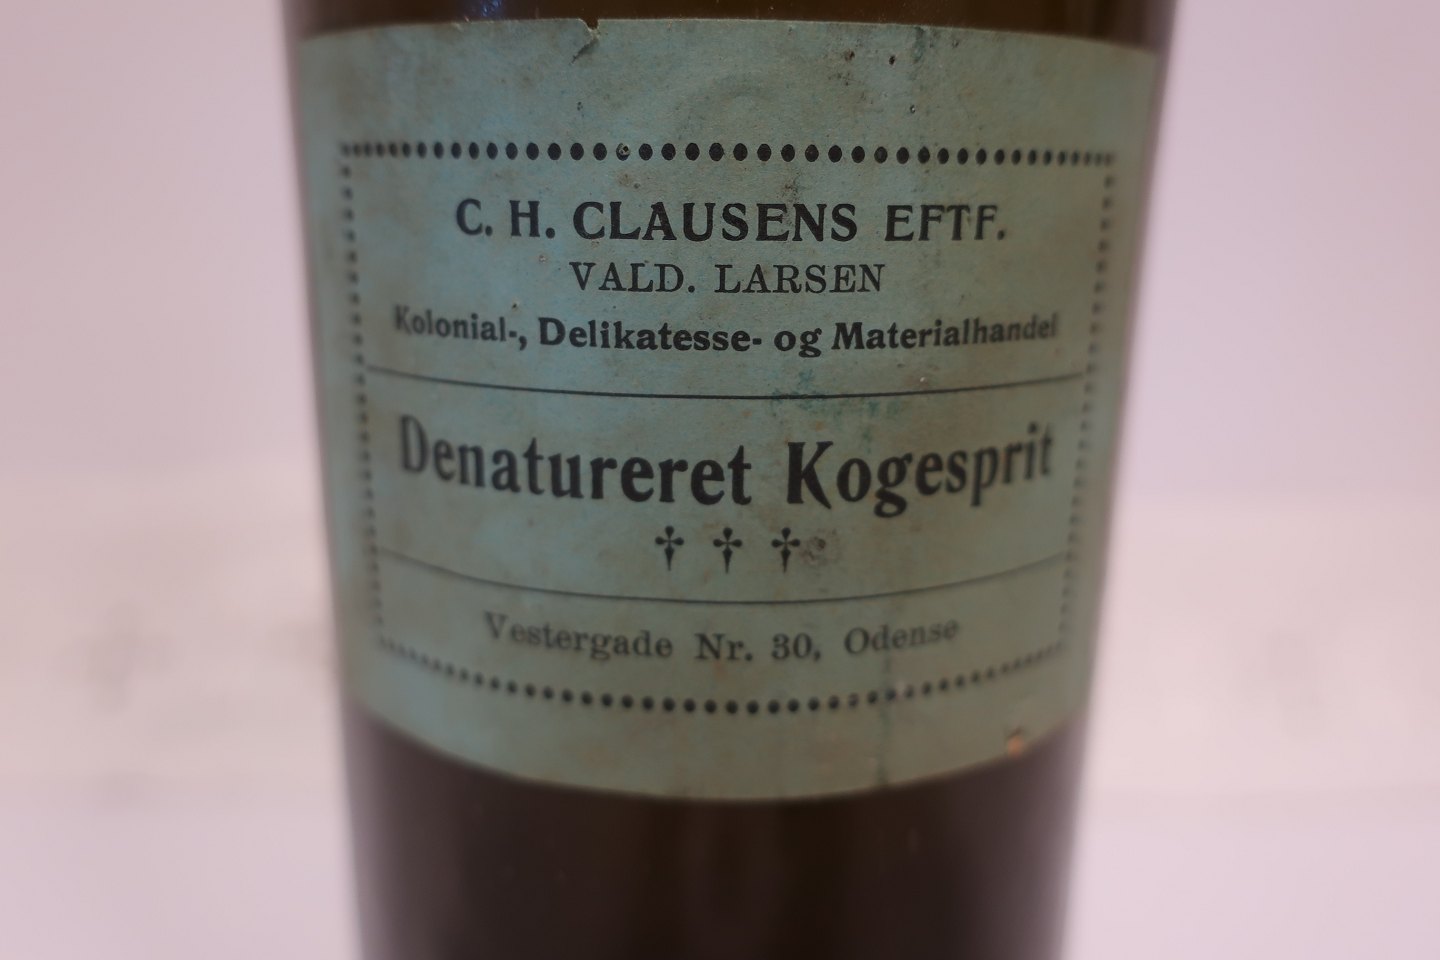 C. H. CLAUSENS EFTF.
VALD. LARSEN
Kolonial-, Delikatesse- og Materialhandel
Denatureret Kogesprit
† † †
Vestergade Nr. 30, Odense